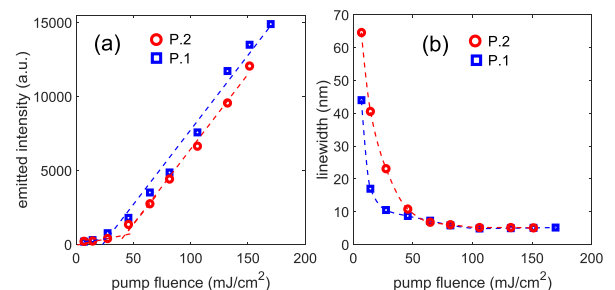 (a)
P.2
P.1
emitted intensity (a.u.)
15000
10000
5000
0
0
50
100
150
200
pump fluence (mJ/cm²)
(b)
P.2
P.1
linewidth (nm)
70
60
50
40
30
20
10
0
0
50
100
150
200
pump fluence (mJ/cm²)